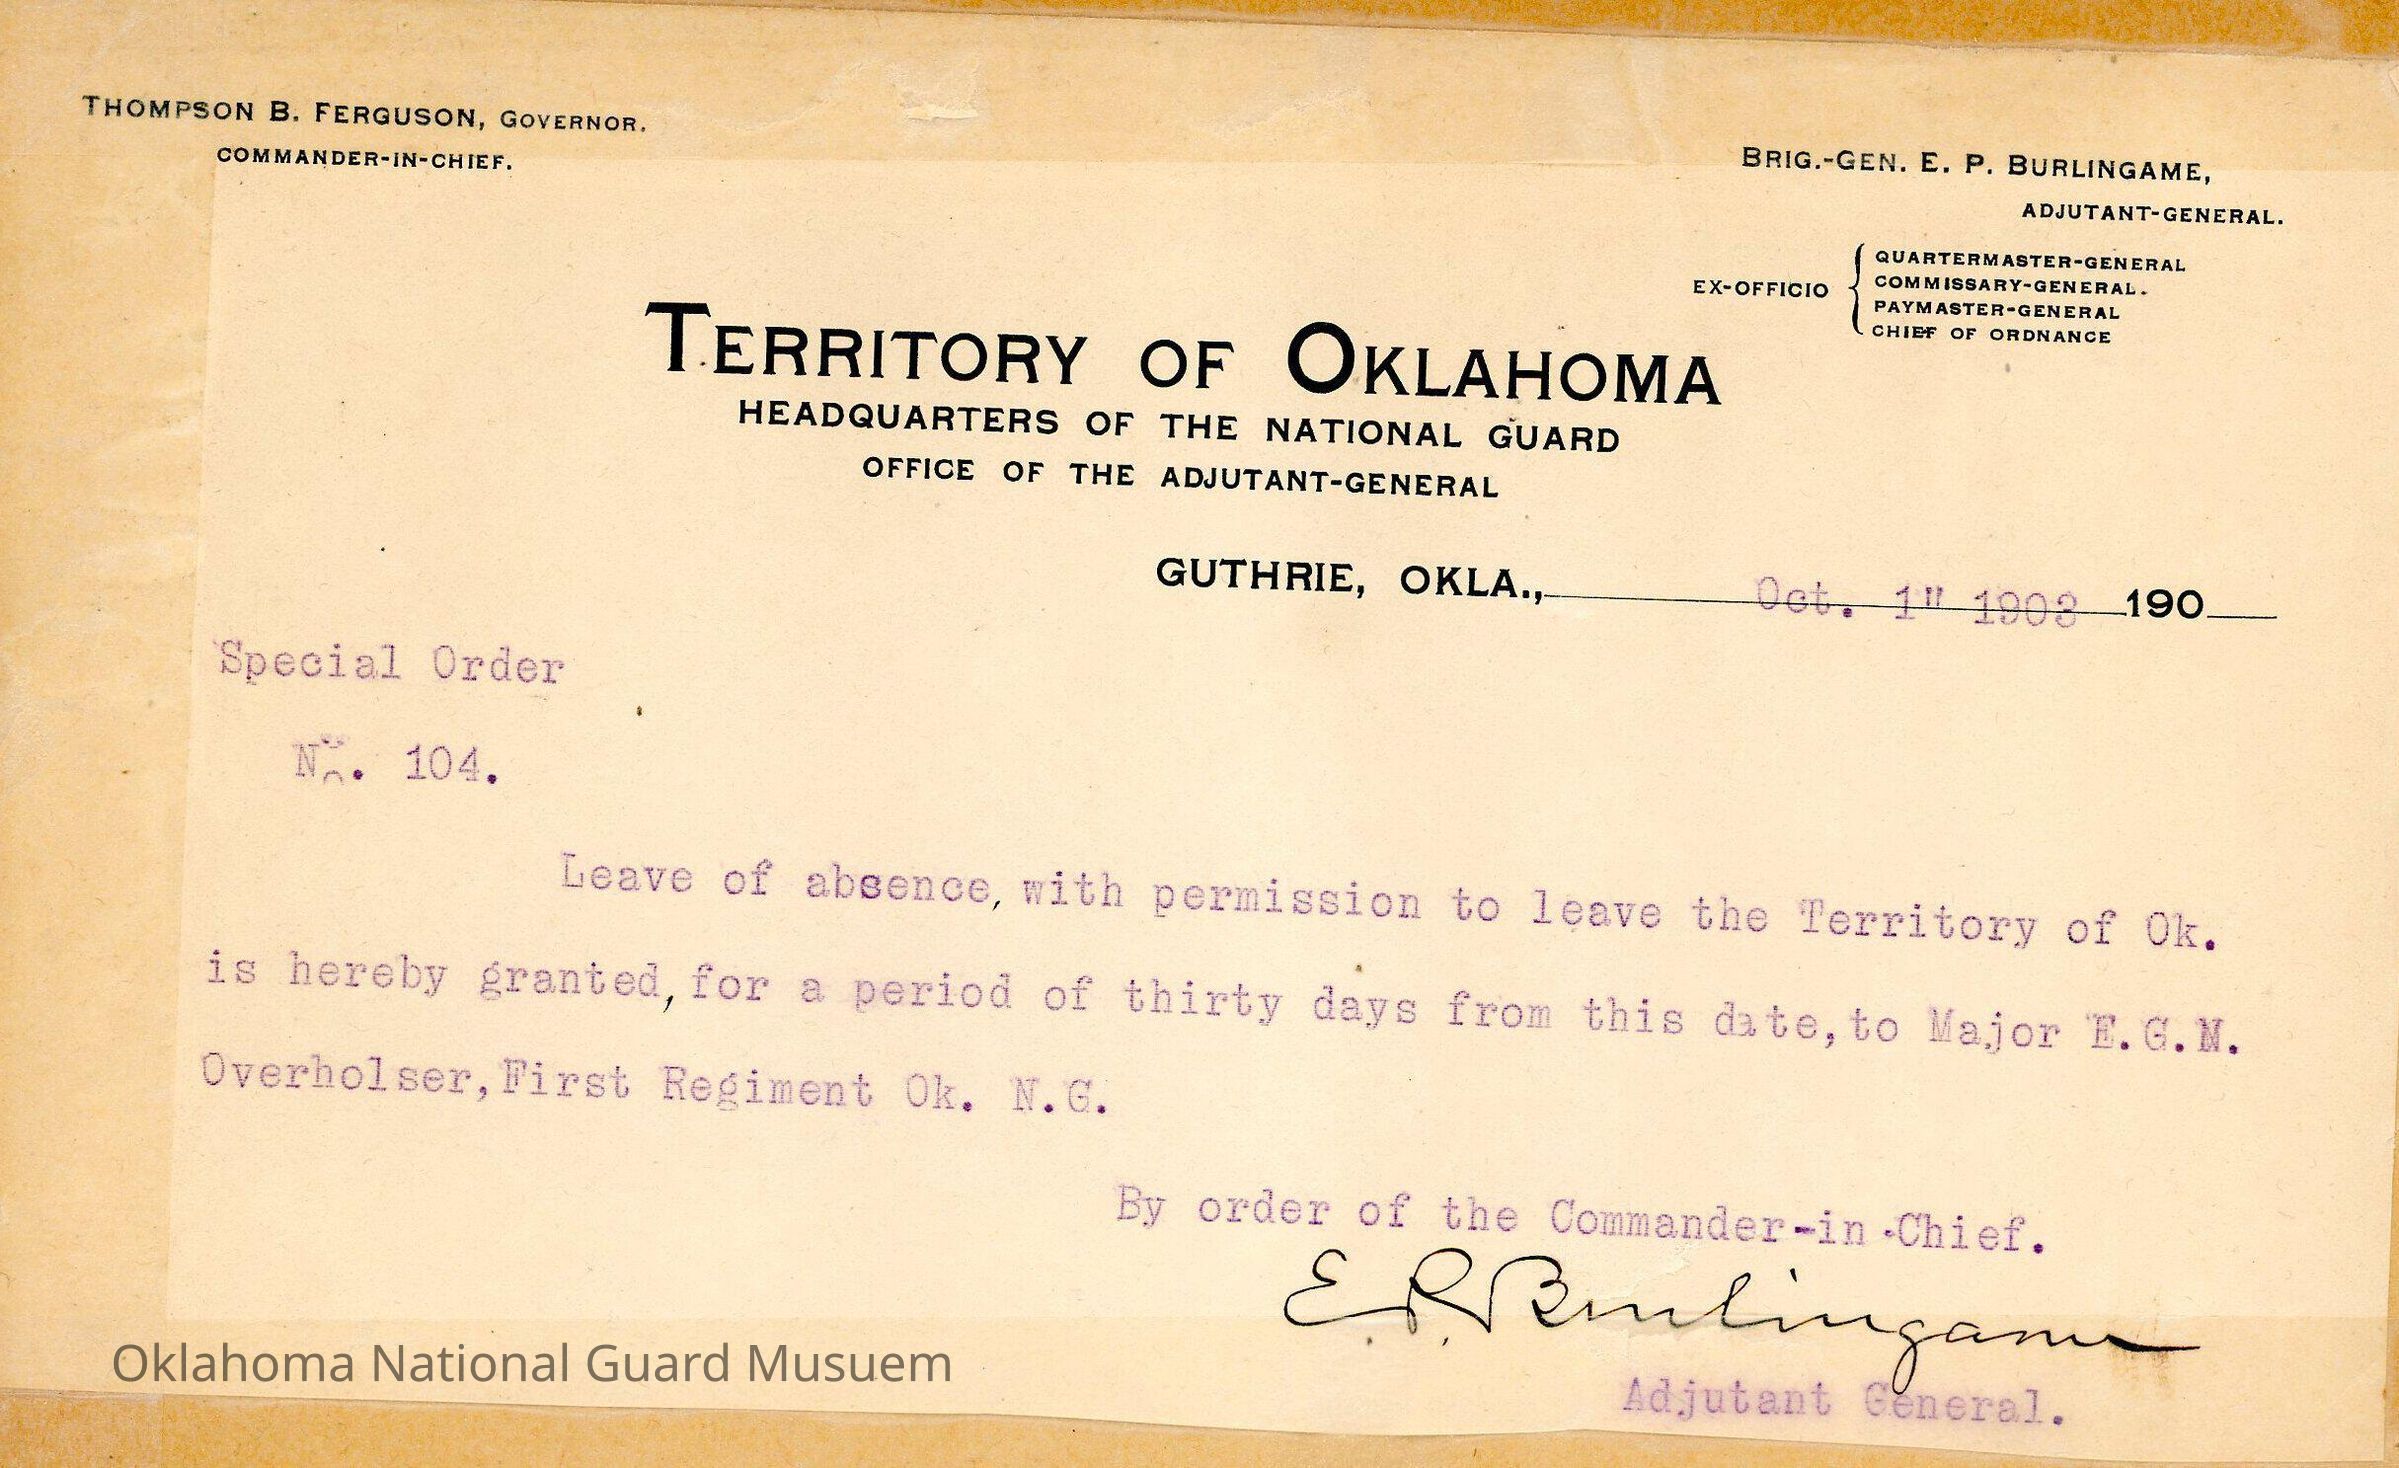 THOMPSON B. FERGUSON, GOVERNOR.
COMMANDER-IN-CHIEF.
BRIG.-GEN. E. P. BURLINGAME,
ADJUTANT-GENERAL.
EX-OFFICIO
QUARTERMASTER-GENERAL
COMMISSARY-GENERAL.
PAYMASTER-GENERAL
CHIEF OF ORDNANCE
TERRITORY OF OKLAHOMA
HEADQUARTERS OF THE NATIONAL GUARD
OFFICE OF THE ADJUTANT-GENERAL
GUTHRIE, OKLA., Oct. 1" 1903 190
Special Order
No. 104.
Leave of absence, with permission to leave the Territory of Ok.
is hereby granted, for a period of thirty days from this date, to Major E.G.M.
Overholser, First Regiment Ok. N.G.
By order of the Commander-in-Chief.
E. P. Burlingame
Adjutant General.
Oklahoma National Guard Musuem